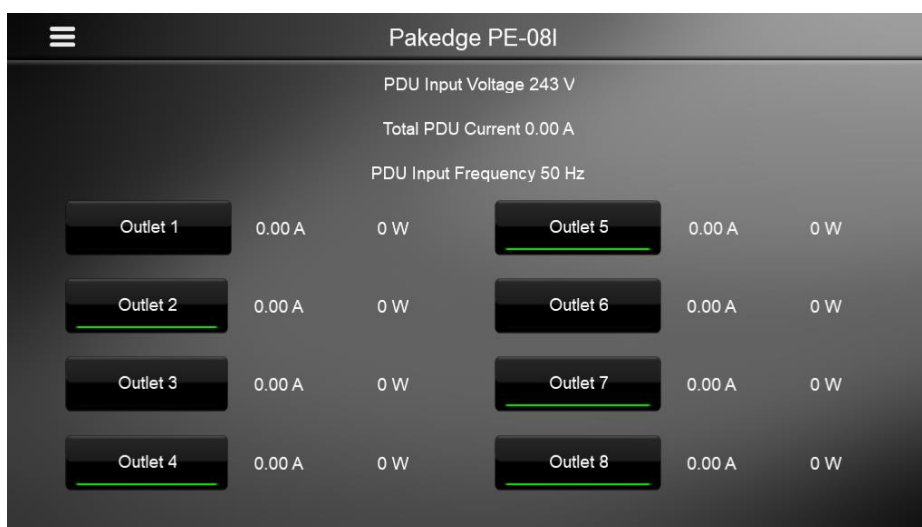 Pakedge PE-08I
PDU Input Voltage 243 V
Total PDU Current 0.00 A
PDU Input Frequency 50 Hz
Outlet 1 0.00 A 0 W Outlet 5 0.00 A 0 W
Outlet 2 0.00 A 0 W Outlet 6 0.00 A 0 W
Outlet 3 0.00 A 0 W Outlet 7 0.00 A 0 W
Outlet 4 0.00 A 0 W Outlet 8 0.00 A 0 W